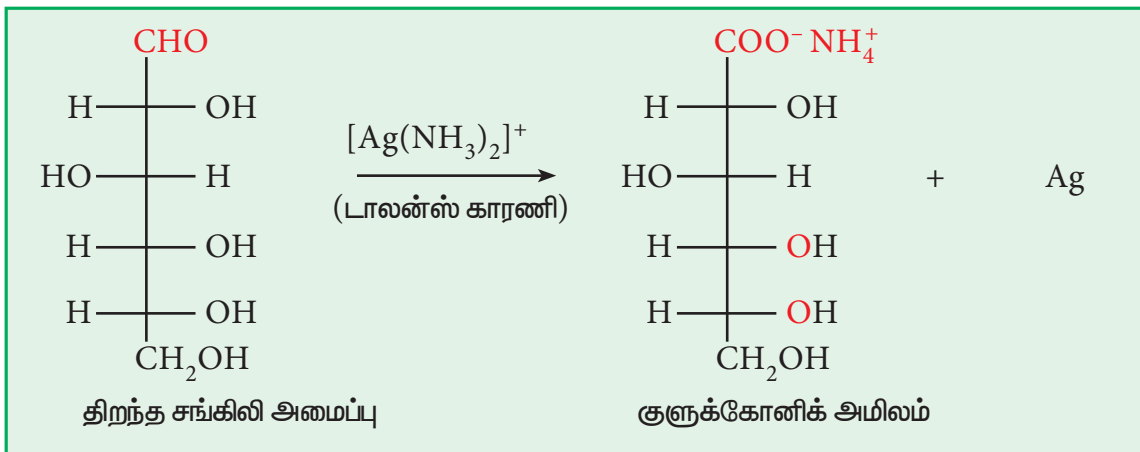 CHO COO⁻ NH₄⁺
H OH H OH
[Ag(NH₃)₂]⁺
HO H HO H + Ag
(டாலன்ஸ் காரணி)
H OH H OH
H OH H OH
CH₂OH CH₂OH
திறந்த சங்கிலி அமைப்பு குளுக்கோனிக் அமிலம்